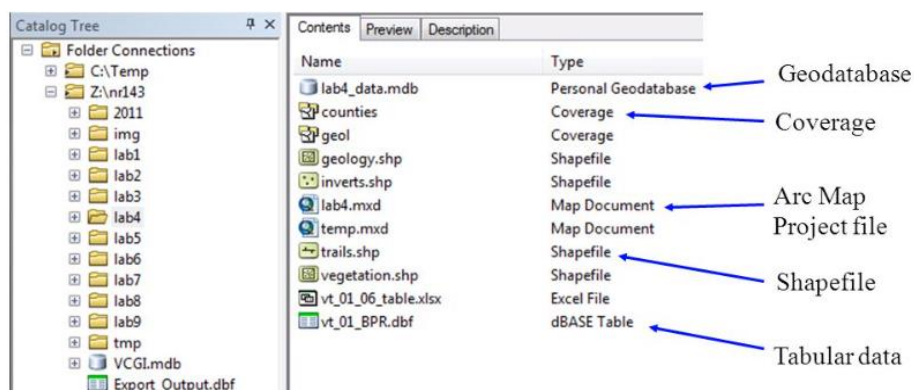 Catalog Tree
Folder Connections
C:\Temp
Z:\nr143
2011
img
lab1
lab2
lab3
lab4
lab5
lab6
lab7
lab8
lab9
tmp
VCGI.mdb
Export_Output.dbf
Contents Preview Description
Name Type
lab4_data.mdb Personal Geodatabase
counties Coverage
geol Coverage
geology.shp Shapefile
inverts.shp Shapefile
lab4.mxd Map Document
temp.mxd Map Document
trails.shp Shapefile
vegetation.shp Shapefile
vt_01_06_table.xlsx Excel File
vt_01_BPR.dbf dBASE Table
Geodatabase
Coverage
Arc Map
Project file
Shapefile
Tabular data